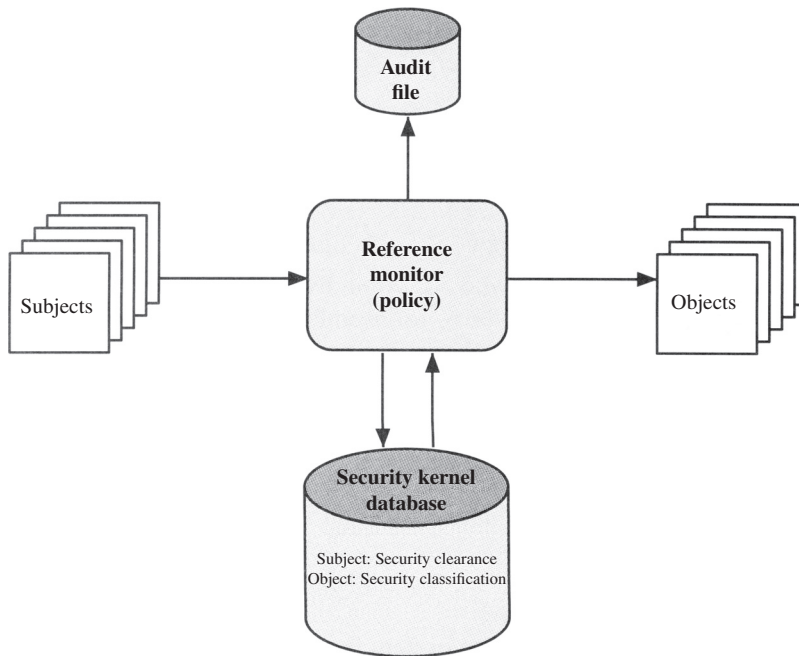 Audit
file
Reference
monitor
(policy)
Subjects
Objects
Security kernel
database
Subject: Security clearance
Object: Security classification